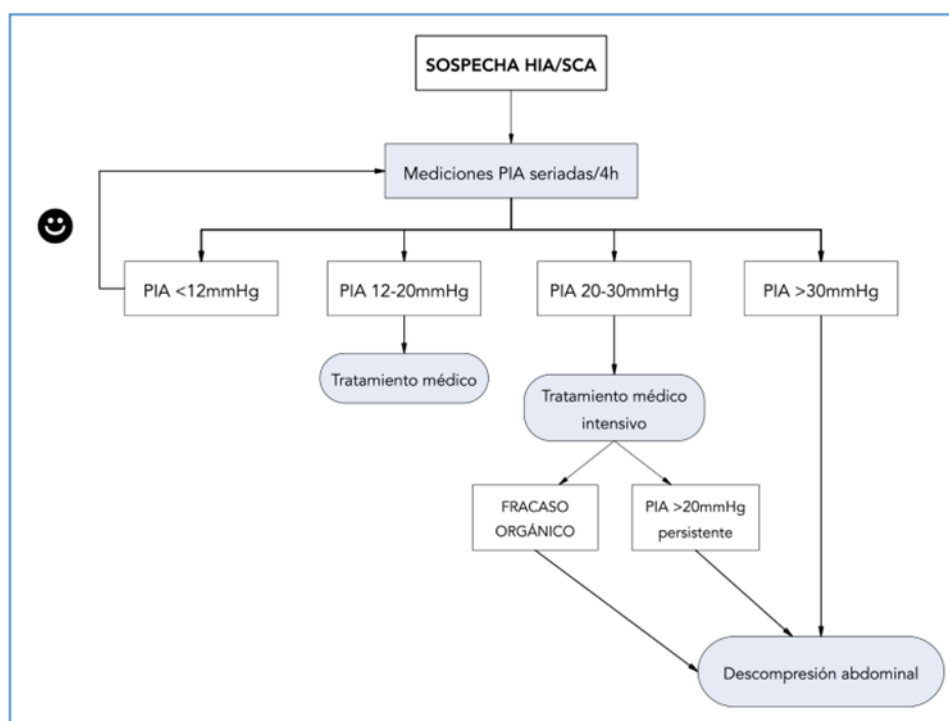 SOSPECHA HIA/SCA
Mediciones PIA seriadas/4h
PIA <12mmHg
PIA 12-20mmHg
PIA 20-30mmHg
PIA >30mmHg
Tratamiento médico
Tratamiento médico
intensivo
FRACASO
ORGÁNICO
PIA >20mmHg
persistente
Descompresión abdominal